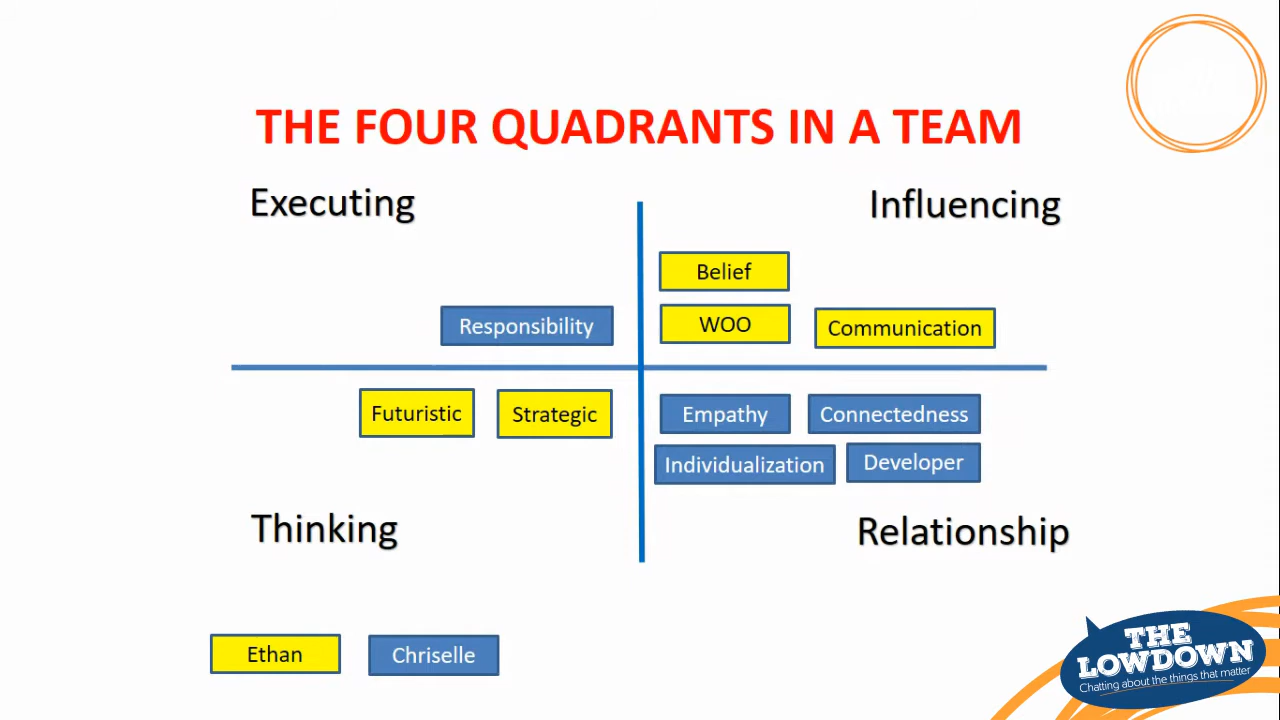 THE FOUR QUADRANTS IN A TEAM
Executing
Influencing
Belief
Responsibility
WOO
Communication
Futuristic
Strategic
Empathy
Connectedness
Individualization
Developer
Thinking
Relationship
Ethan
Chriselle
THE
LOWDOWN
Chatting about the things that matter